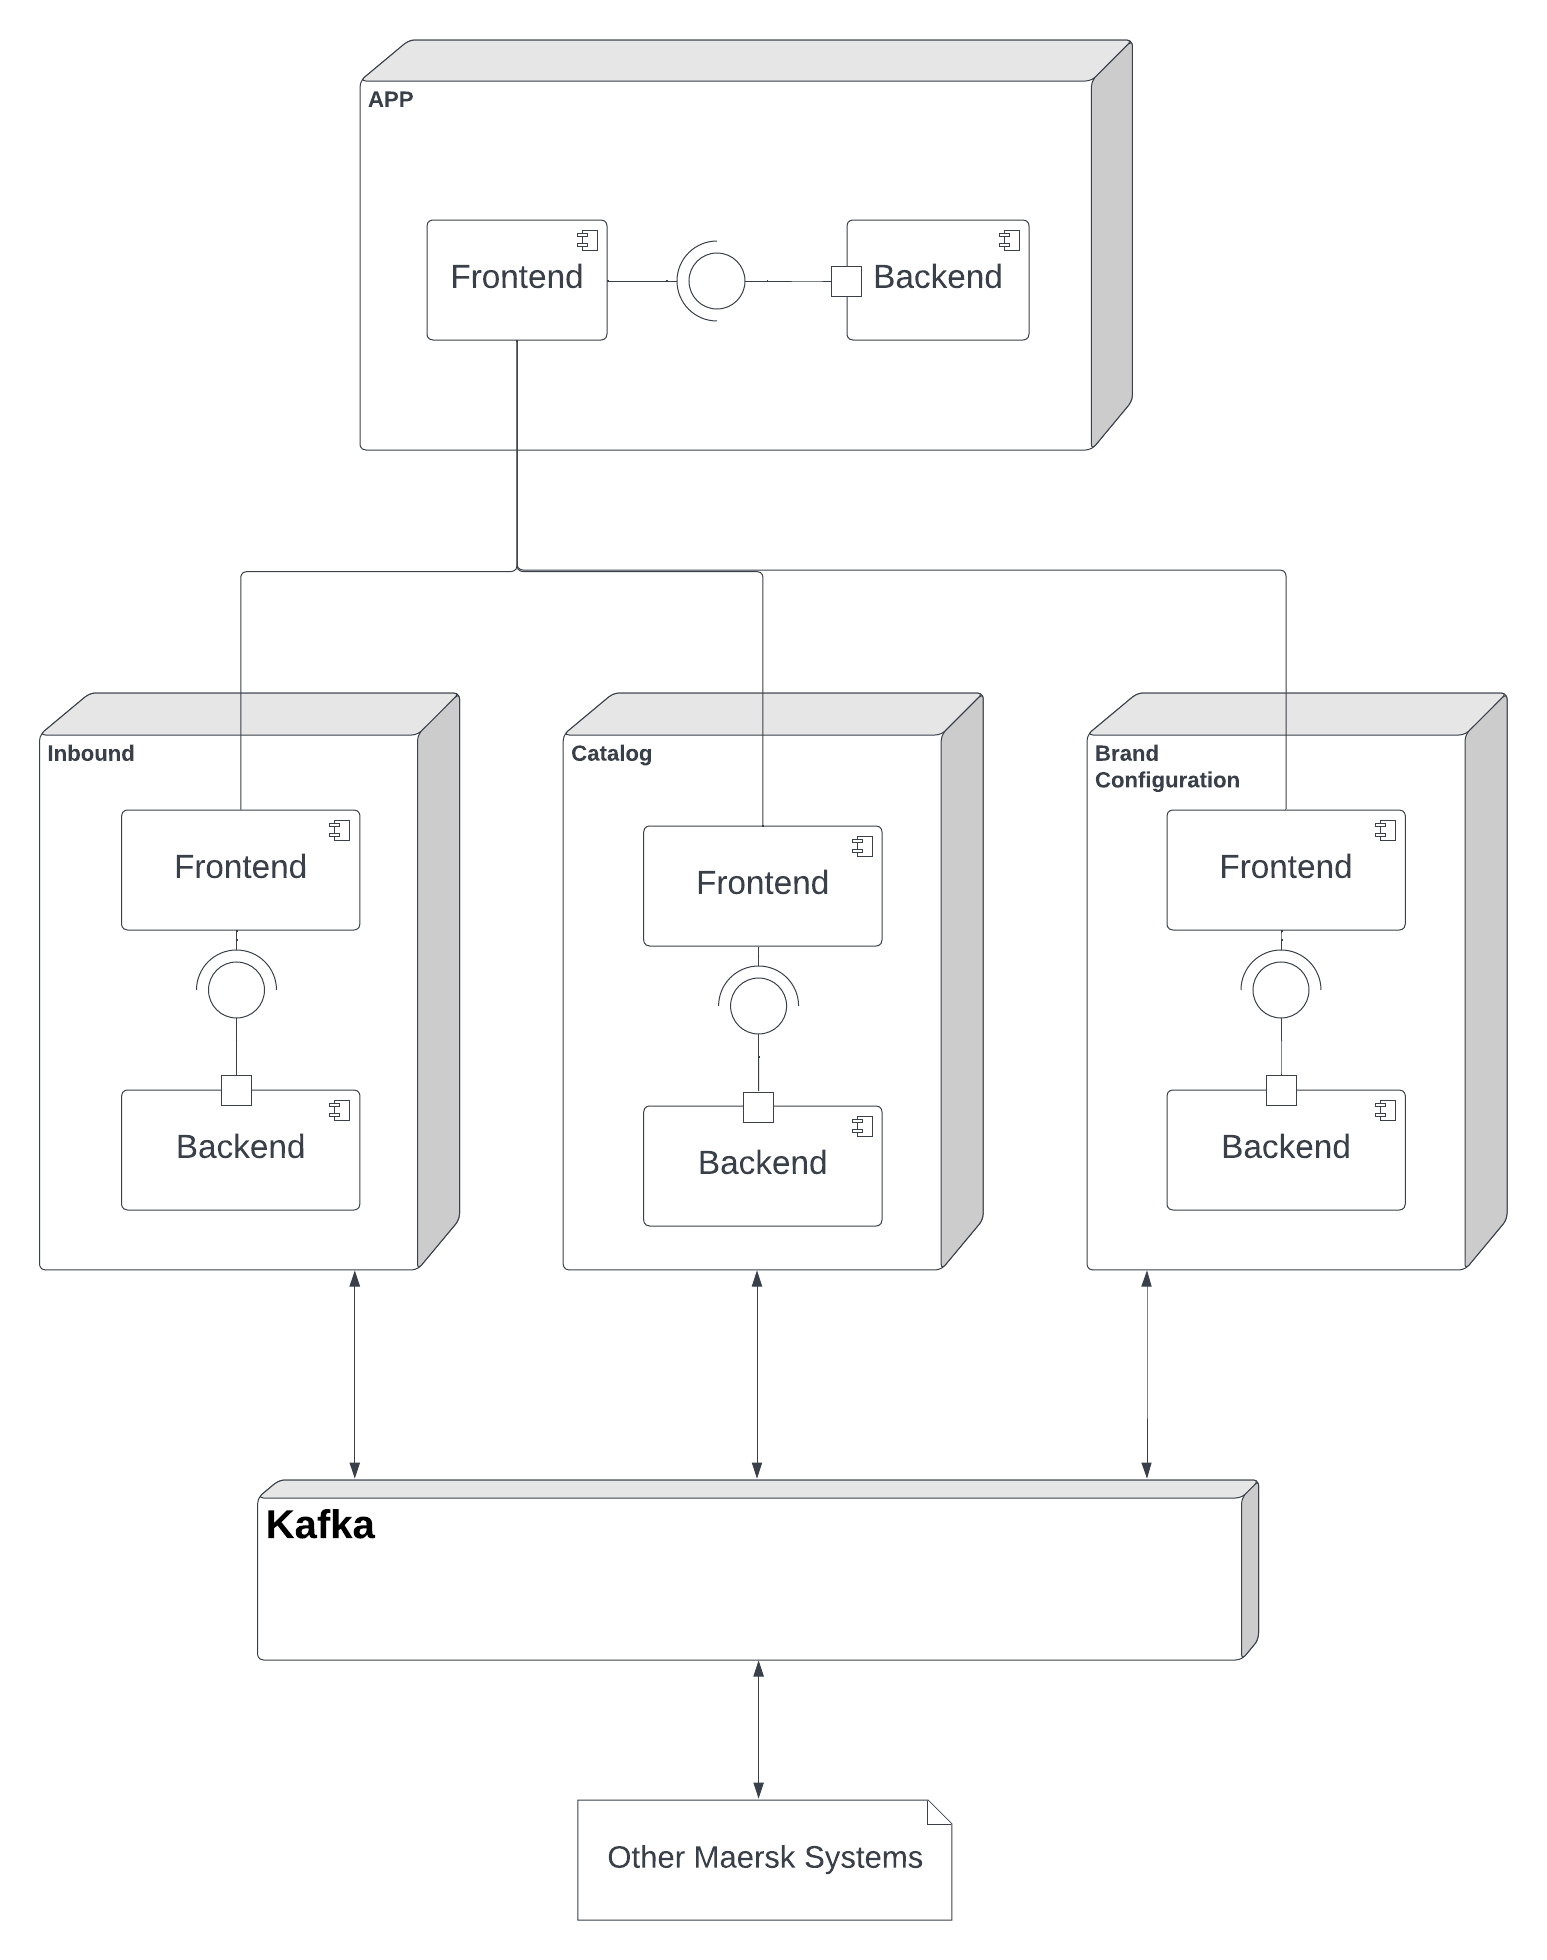 APP
Frontend
Backend
Inbound
Frontend
Backend
Catalog
Frontend
Backend
Brand
Configuration
Frontend
Backend
Kafka
Other Maersk Systems